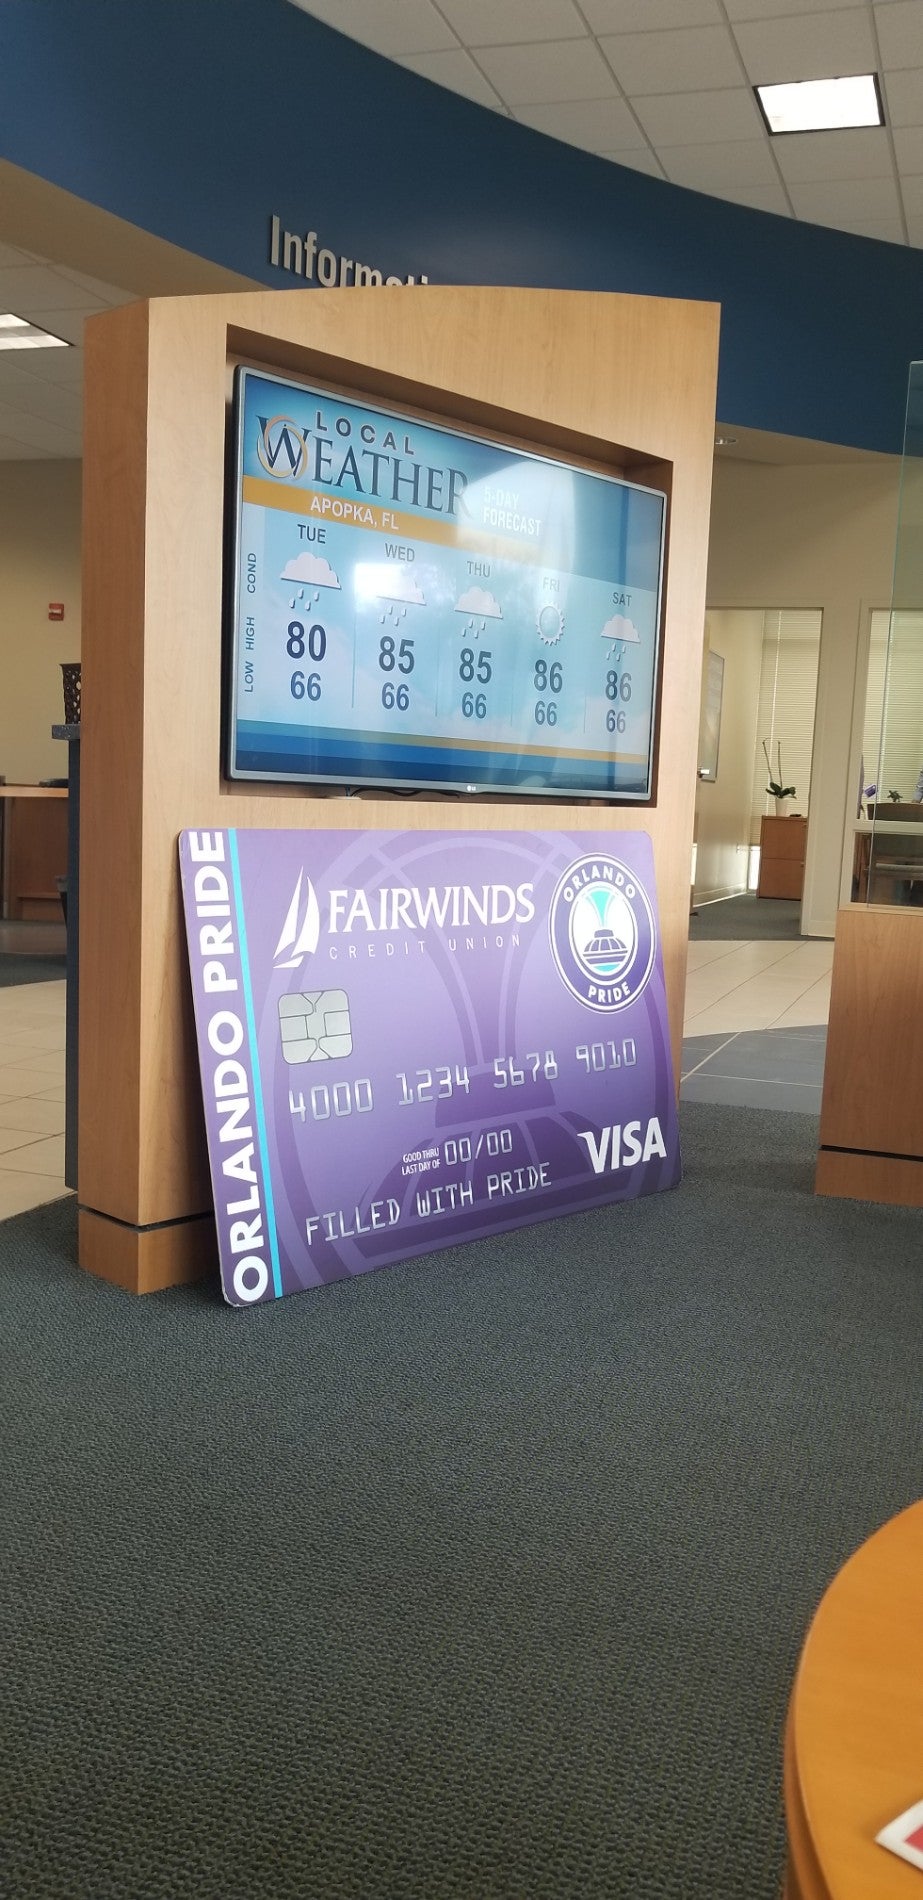 Informati
LOCAL
WEATHER
5-DAY
FORECAST
APOPKA, FL
TUE WED THU FRI SAT
COND
HIGH 80 85 85 86 86
LOW 66 66 66 66 66
LG
ORLANDO PRIDE
FAIRWINDS
CREDIT UNION
ORLANDO
PRIDE
4000 1234 5678 9010
GOOD THRU
LAST DAY OF 00/00
VISA
FILLED WITH PRIDE